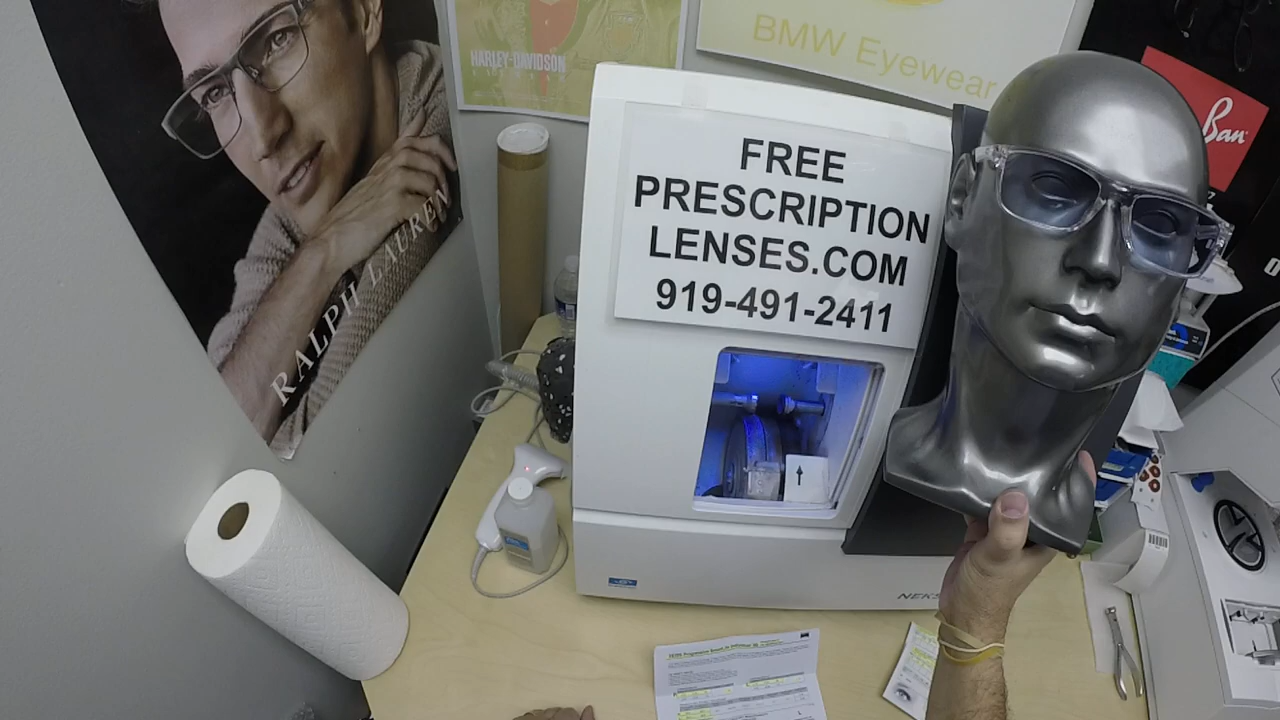 RALPH LAUREN
HARLEY-DAVIDSON
BMW Eyewear
Ban
FREE
PRESCRIPTION
LENSES.COM
919-491-2411